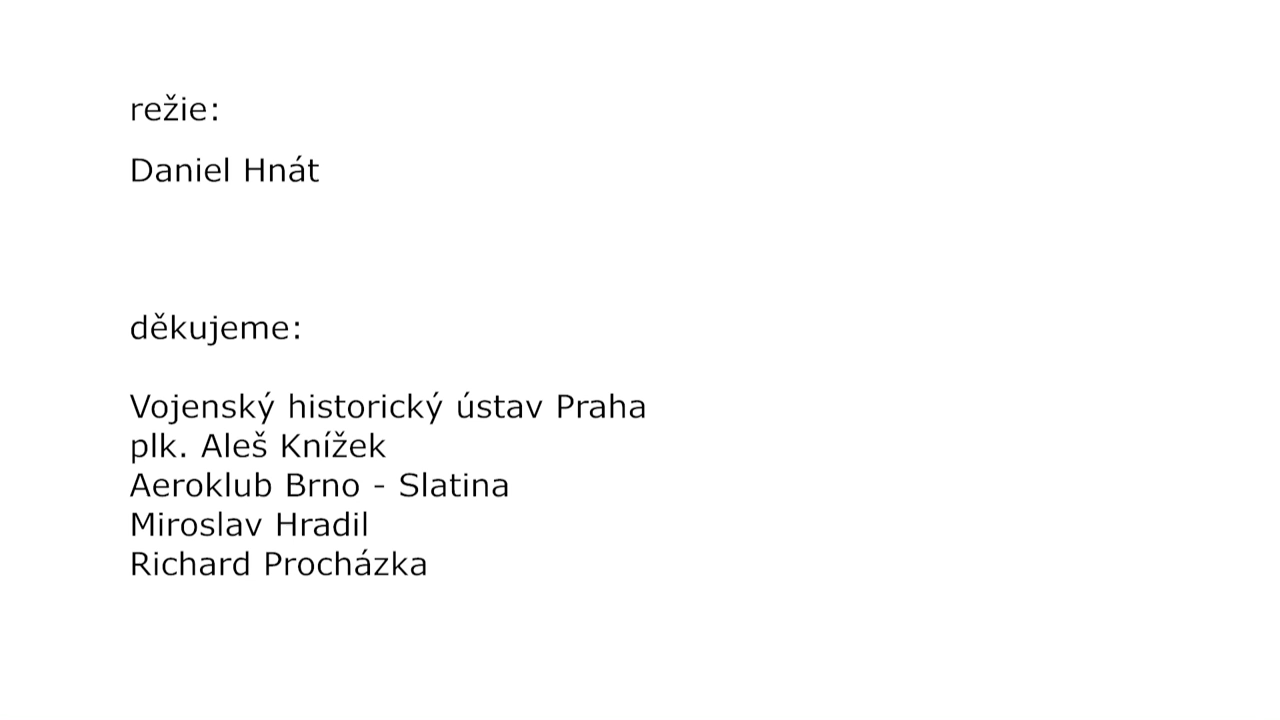 režie:
Daniel Hnát
děkujeme:
Vojenský historický ústav Praha
plk. Aleš Knížek
Aeroklub Brno - Slatina
Miroslav Hradil
Richard Procházka